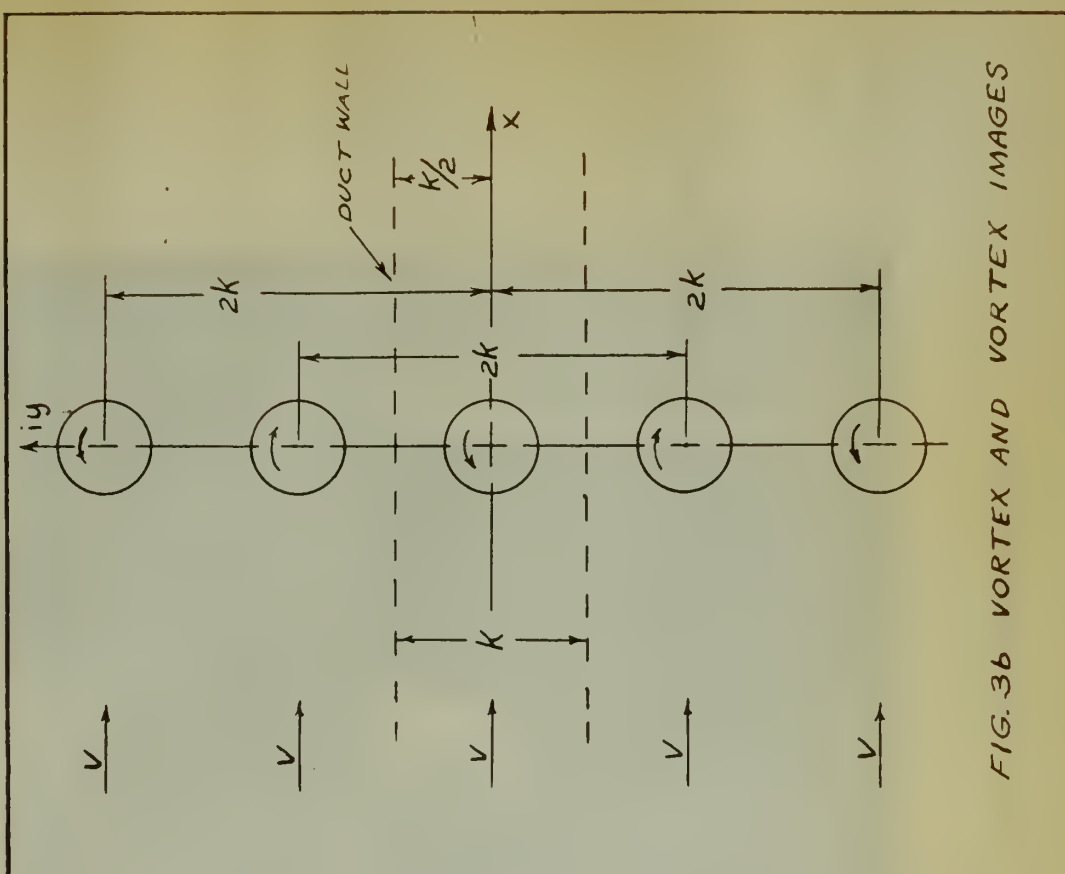 iy
DUCT WALL
2K
K/2
X
2K
2K
K
V
V
V
V
V
FIG. 3b VORTEX AND VORTEX IMAGES